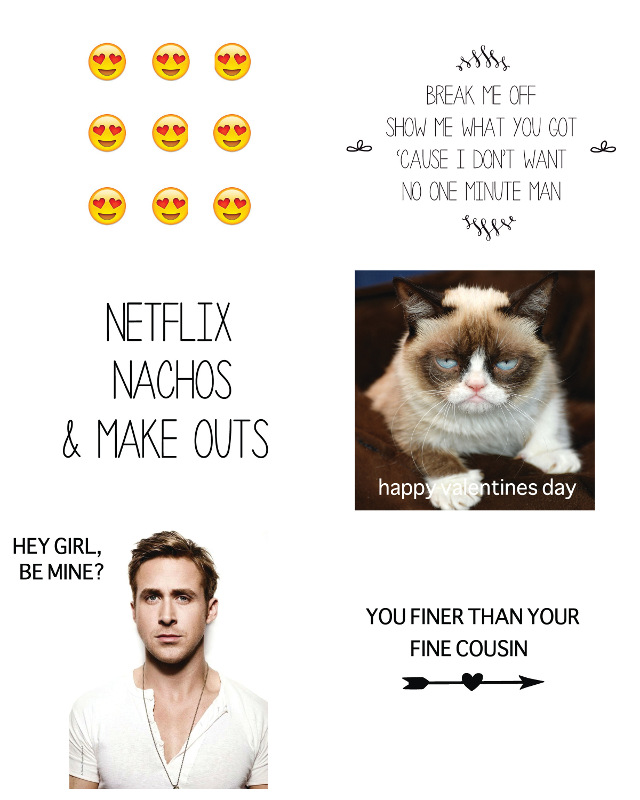 BREAK ME OFF
SHOW ME WHAT YOU GOT
'CAUSE I DON'T WANT
NO ONE MINUTE MAN
NETFLIX
NACHOS
& MAKE OUTS
happy valentines day
HEY GIRL,
BE MINE?
YOU FINER THAN YOUR
FINE COUSIN